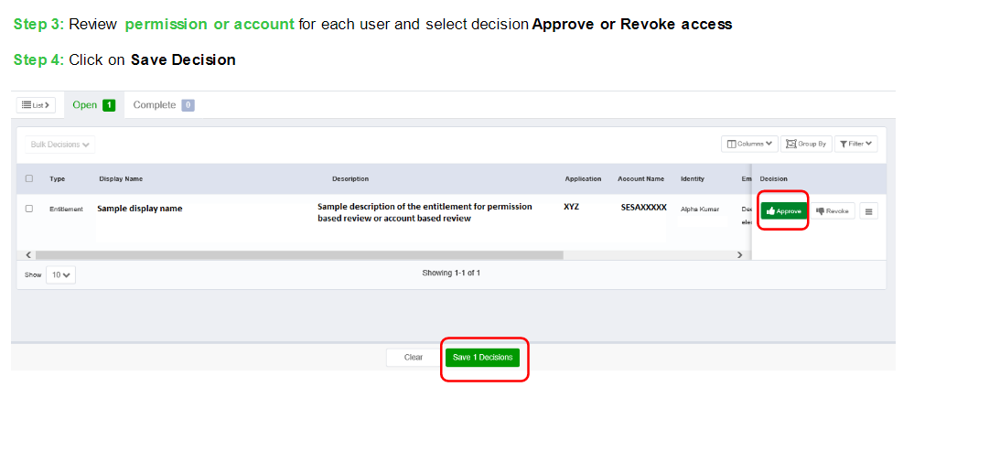 Step 3: Review permission or account for each user and select decision Approve or Revoke access
Step 4: Click on Save Decision
List
Open 1 Complete 0
Bulk Decisions
Columns Group By Filter
Type Display Name Description Application Account Name Identity Em Decision
Entitlement Sample display name Sample description of the entitlement for permission XYZ SESAXXXXX Alpha Kumar Approve Revoke
based review or account based review
Show 10 Showing 1-1 of 1
Clear Save 1 Decisions